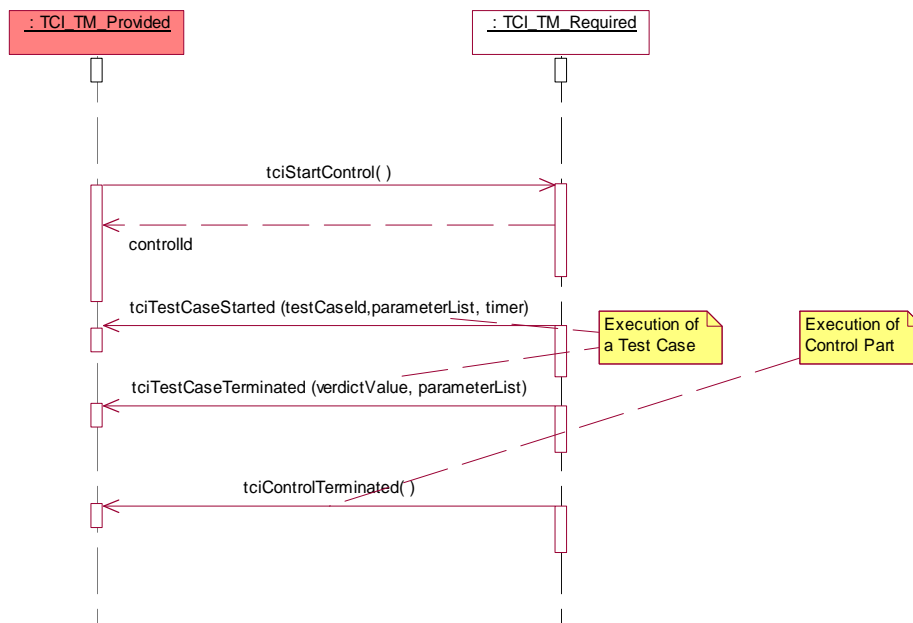 : TCI_TM_Provided
: TCI_TM_Required
tciStartControl( )
controlId
tciTestCaseStarted (testCaseId,parameterList, timer)
Execution of
a Test Case
Execution of
Control Part
tciTestCaseTerminated (verdictValue, parameterList)
tciControlTerminated( )